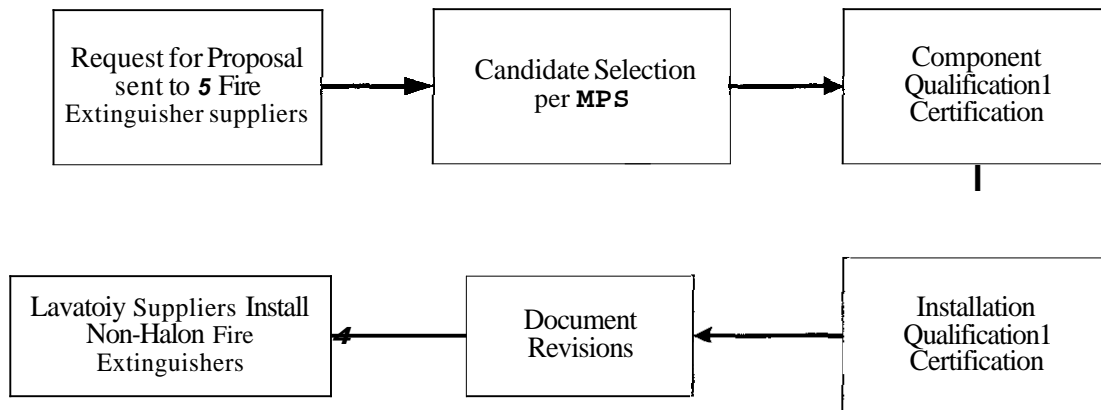 Request for Proposal
sent to 5 Fire
Extinguisher suppliers
Candidate Selection
per MPS
Component
Qualification1
Certification
Lavatoiy Suppliers Install
Non-Halon Fire
Extinguishers
4
Document
Revisions
Installation
Qualification1
Certification